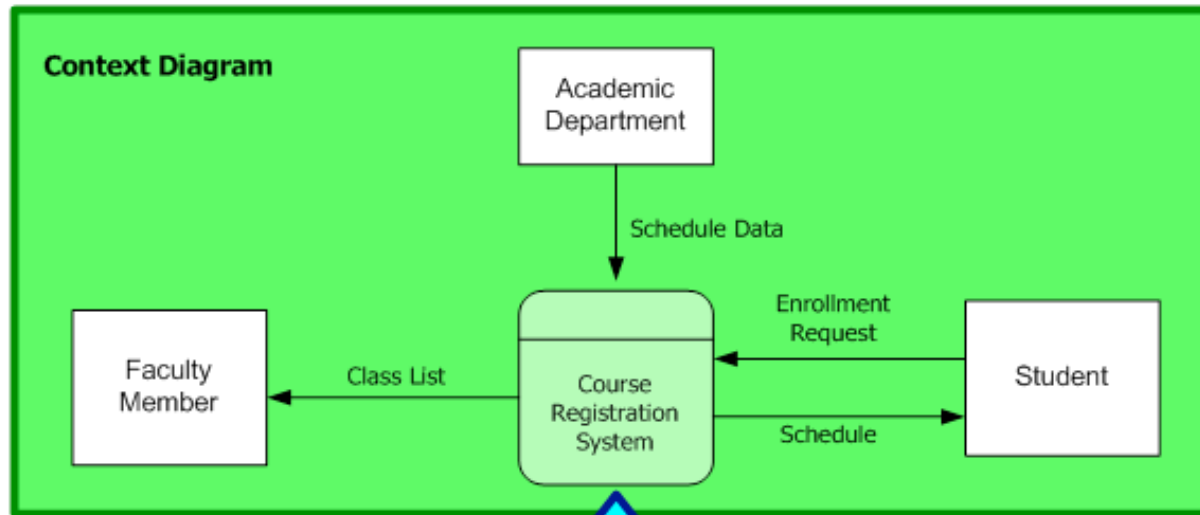 Context Diagram
Academic
Department
Schedule Data
Enrollment
Request
Faculty
Member
Class List
Course
Registration
System
Student
Schedule